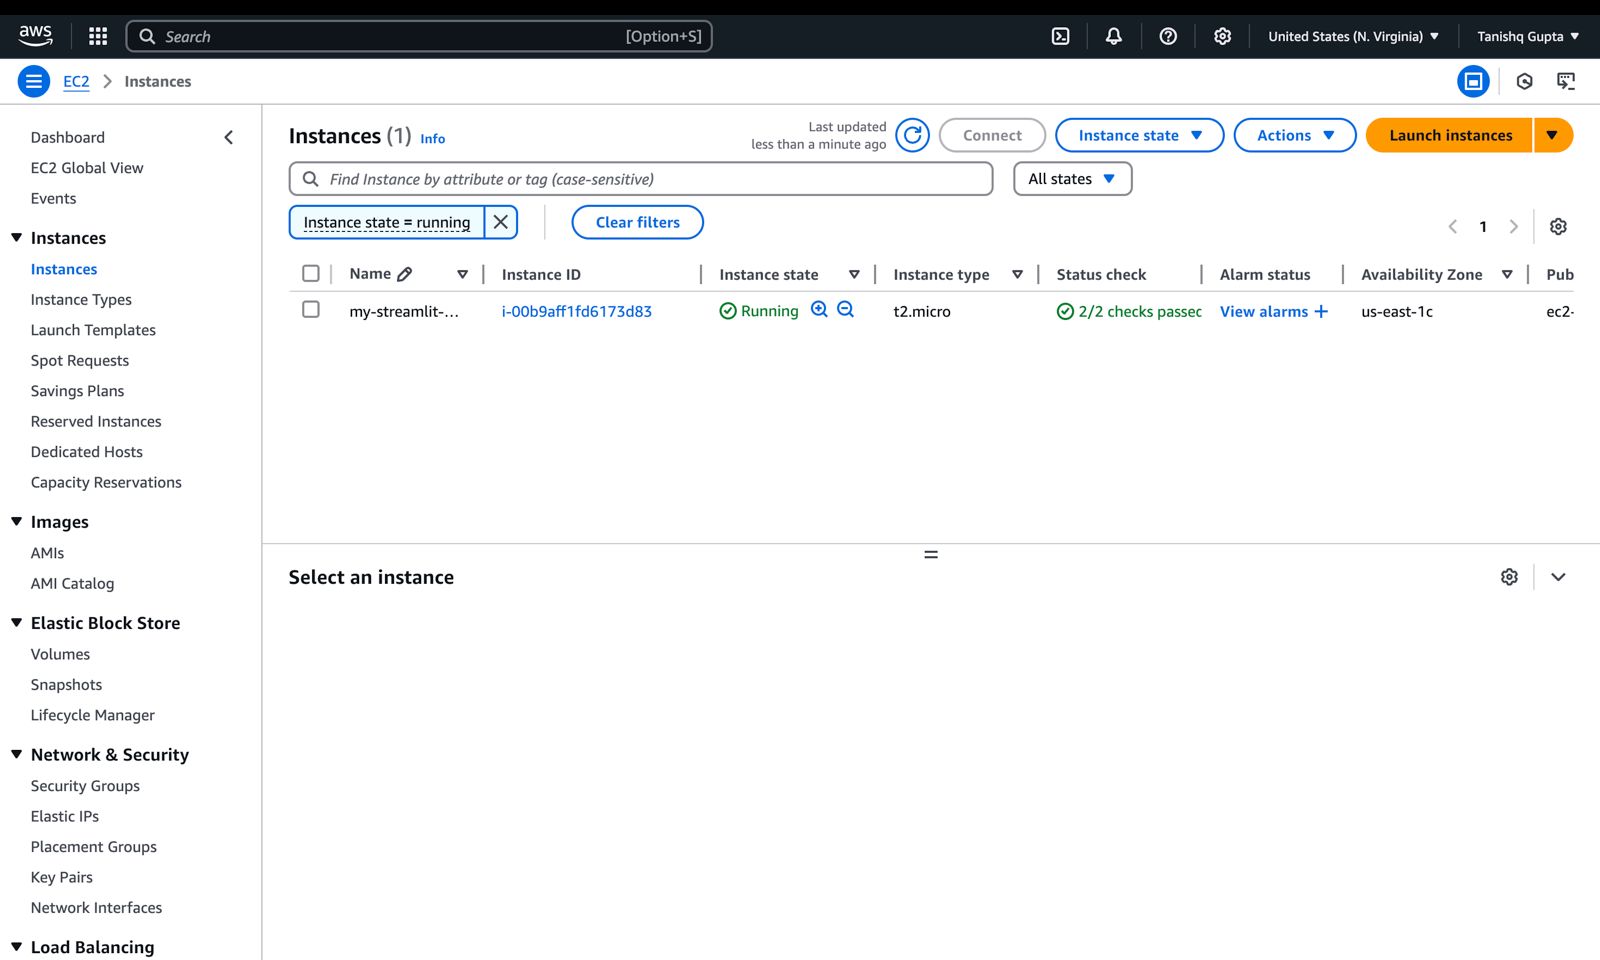 aws
Search [Option+S]
United States (N. Virginia) Tanishq Gupta
EC2 Instances
Dashboard
EC2 Global View
Events
Instances
Instances
Instance Types
Launch Templates
Spot Requests
Savings Plans
Reserved Instances
Dedicated Hosts
Capacity Reservations
Images
AMIs
AMI Catalog
Elastic Block Store
Volumes
Snapshots
Lifecycle Manager
Network & Security
Security Groups
Elastic IPs
Placement Groups
Key Pairs
Network Interfaces
Load Balancing
Instances (1) Info
Last updated
less than a minute ago
Connect Instance state Actions Launch instances
Find Instance by attribute or tag (case-sensitive) All states
Instance state = running Clear filters
1
Name Instance ID Instance state Instance type Status check Alarm status Availability Zone Pub
my-streamlit-... i-00b9aff1fd6173d83 Running t2.micro 2/2 checks passec View alarms + us-east-1c ec2-
Select an instance